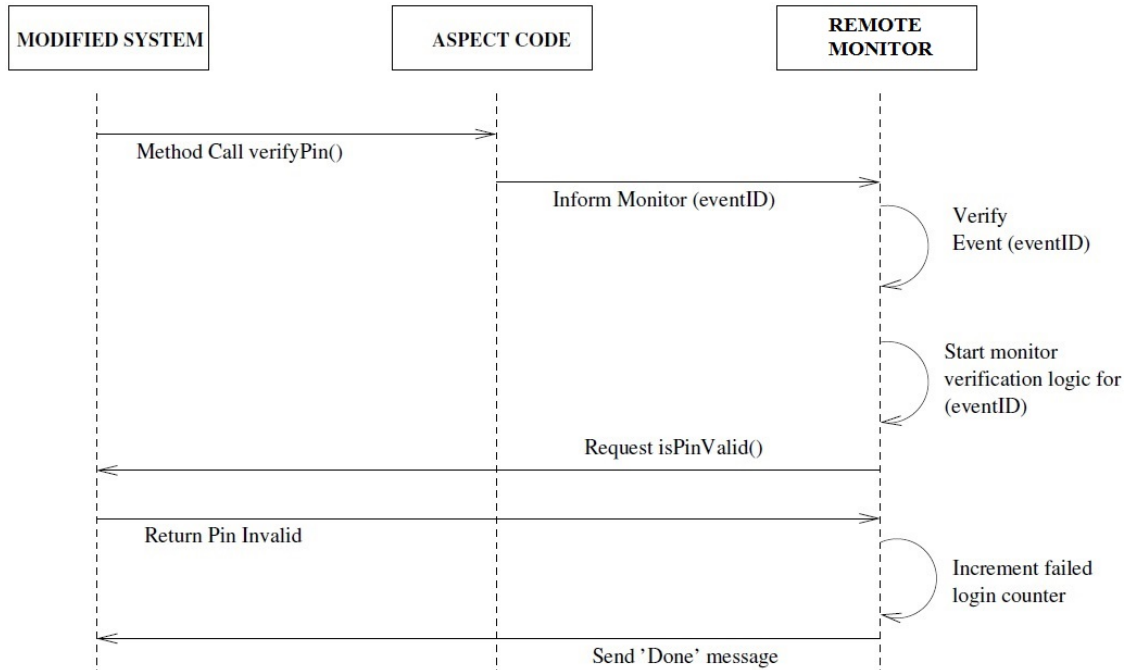 MODIFIED SYSTEM
ASPECT CODE
REMOTE
MONITOR
Method Call verifyPin()
Inform Monitor (eventID)
Verify
Event (eventID)
Start monitor
verification logic for
(eventID)
Request isPinValid()
Return Pin Invalid
Increment failed
login counter
Send 'Done' message